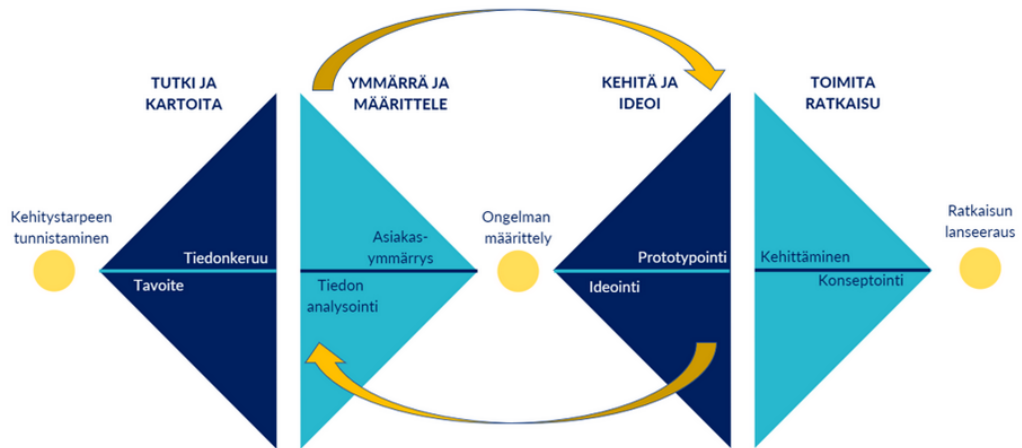 TUTKI JA
KARTOITA
YMMÄRRÄ JA
MÄÄRITTELE
KEHITÄ JA
IDEOI
TOIMITA
RATKAISU
Kehitystarpeen
tunnistaminen
Tiedonkeruu
Tavoite
Asiakas-
ymmärrys
Tiedon
analysointi
Ongelman
määrittely
Prototypointi
Ideointi
Kehittäminen
Konseptointi
Ratkaisun
lanseeraus